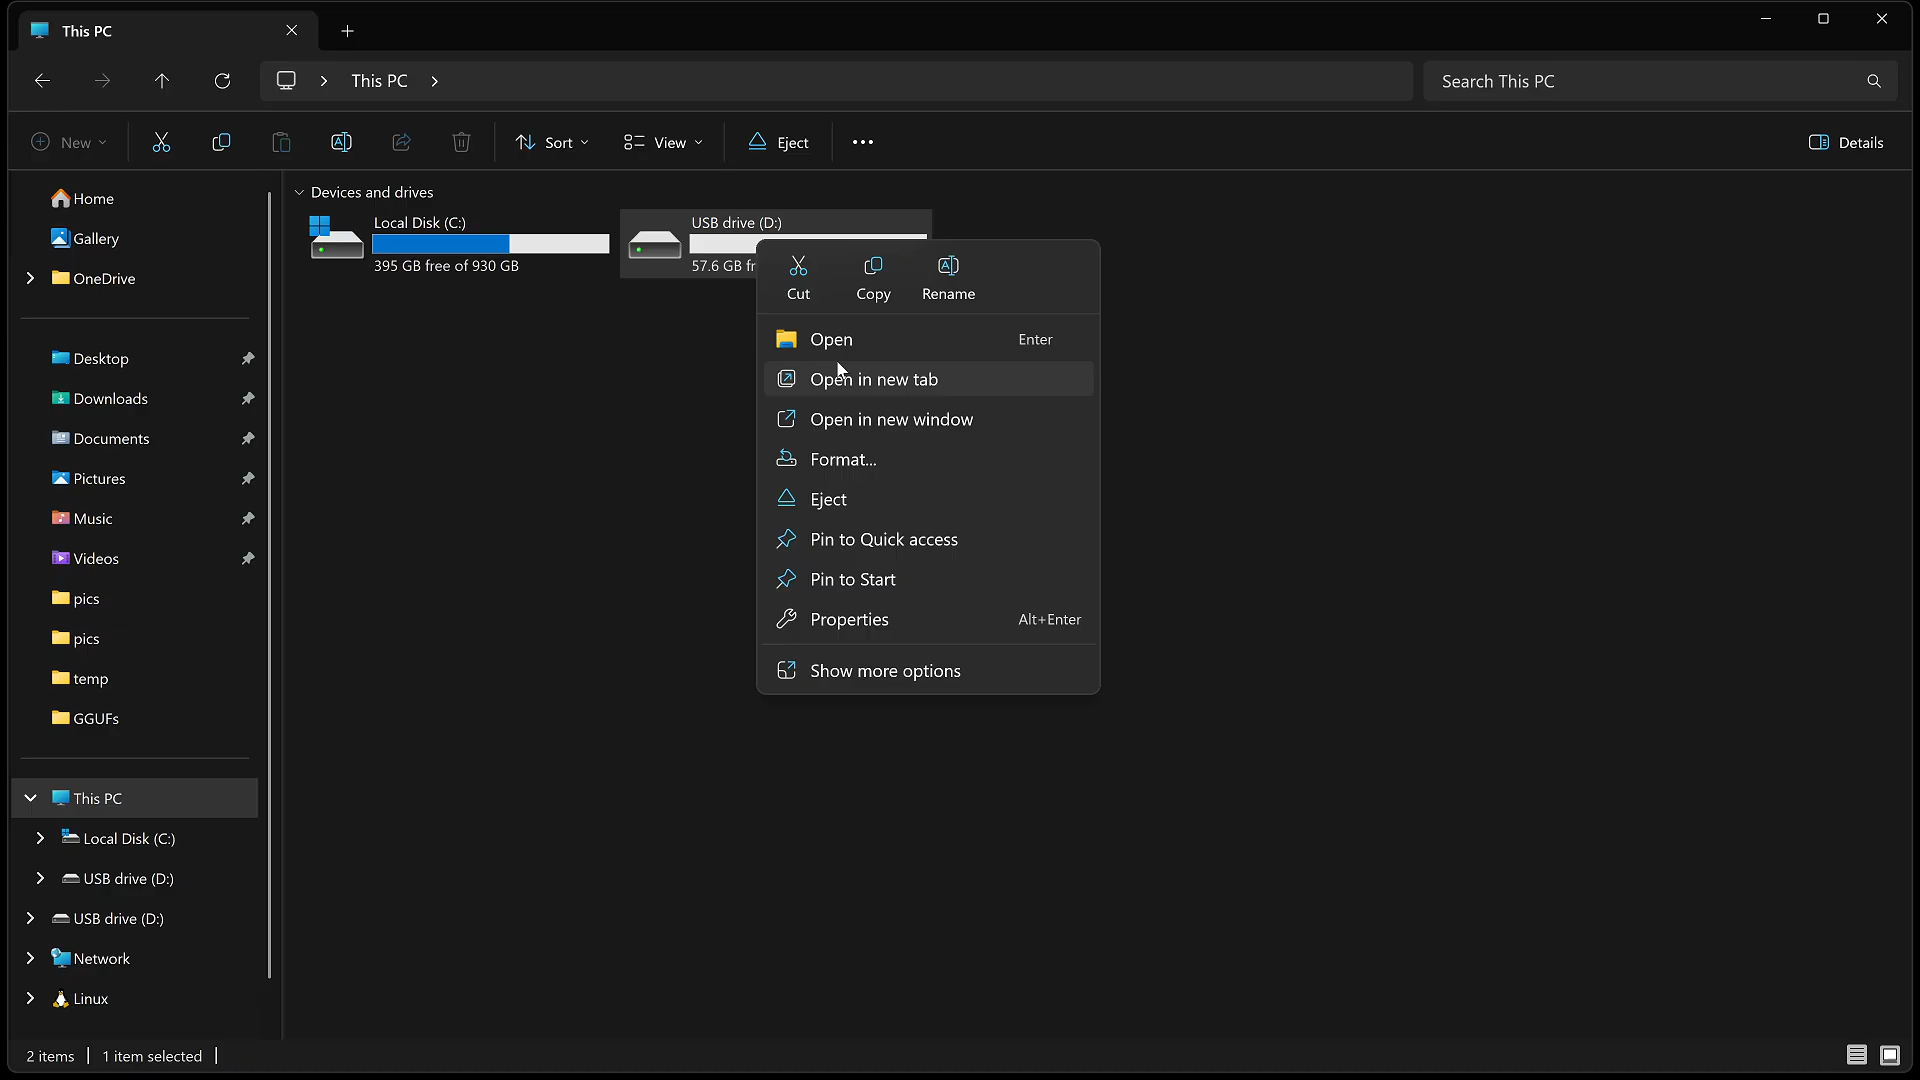 This PC
This PC
Search This PC
New
Sort
View
Eject
Details
Home
Gallery
OneDrive
Desktop
Downloads
Documents
Pictures
Music
Videos
pics
pics
temp
GGUFs
This PC
Local Disk (C:)
USB drive (D:)
USB drive (D:)
Network
Linux
Devices and drives
Local Disk (C:)
395 GB free of 930 GB
USB drive (D:)
57.6 GB
Cut
Copy
Rename
Open Enter
Open in new tab
Open in new window
Format...
Eject
Pin to Quick access
Pin to Start
Properties Alt+Enter
Show more options
2 items
1 item selected